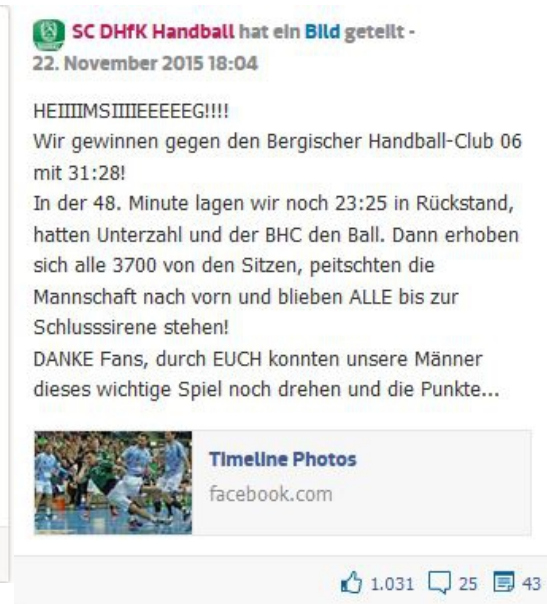 SC DHfK Handball hat ein Bild geteilt -
22. November 2015 18:04
HEIIIIMSIIIIEEEEEG!!!!
Wir gewinnen gegen den Bergischer Handball-Club 06
mit 31:28!
In der 48. Minute lagen wir noch 23:25 in Rückstand,
hatten Unterzahl und der BHC den Ball. Dann erhoben
sich alle 3700 von den Sitzen, peitschten die
Mannschaft nach vorn und blieben ALLE bis zur
Schlusssirene stehen!
DANKE Fans, durch EUCH konnten unsere Männer
dieses wichtige Spiel noch drehen und die Punkte...
Timeline Photos
facebook.com
1.031 25 43